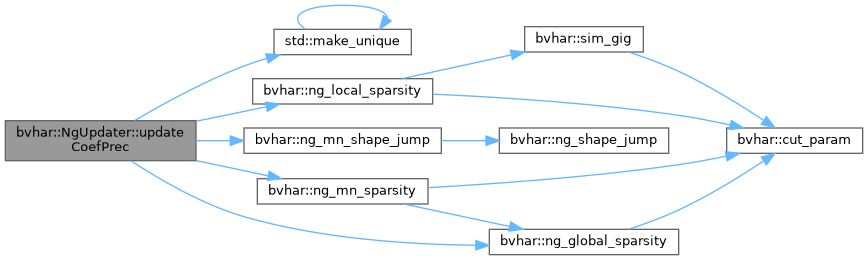 std::make_unique
bvhar::sim_gig
bvhar::ng_local_sparsity
bvhar::NgUpdater::update
CoefPrec
bvhar::ng_mn_shape_jump
bvhar::ng_shape_jump
bvhar::cut_param
bvhar::ng_mn_sparsity
bvhar::ng_global_sparsity